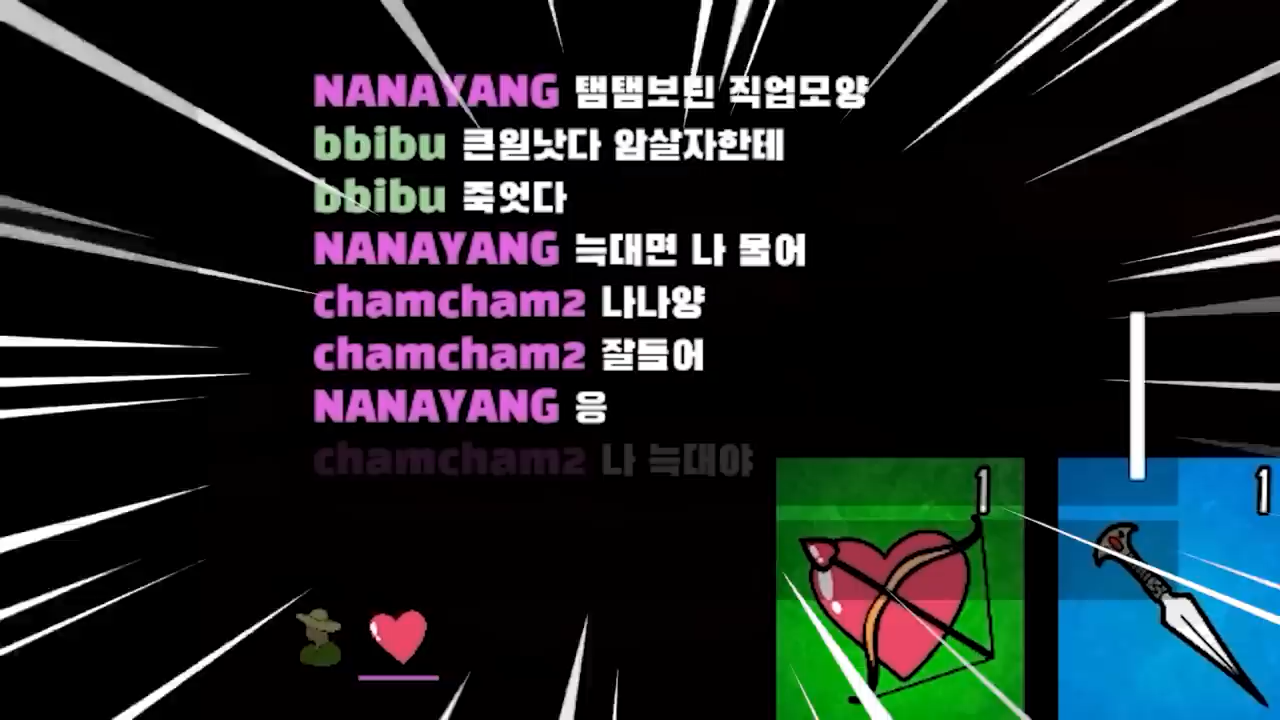 NANAYANG 탬탬보틴 직업모양
bbibu 큰일낫다 암살자한테
bbibu 죽엇다
NANAYANG 늑대면 나 물어
chamcham2 나나양
chamcham2 잘들어
NANAYANG 응
chamcham2 나 늑대야
1
1